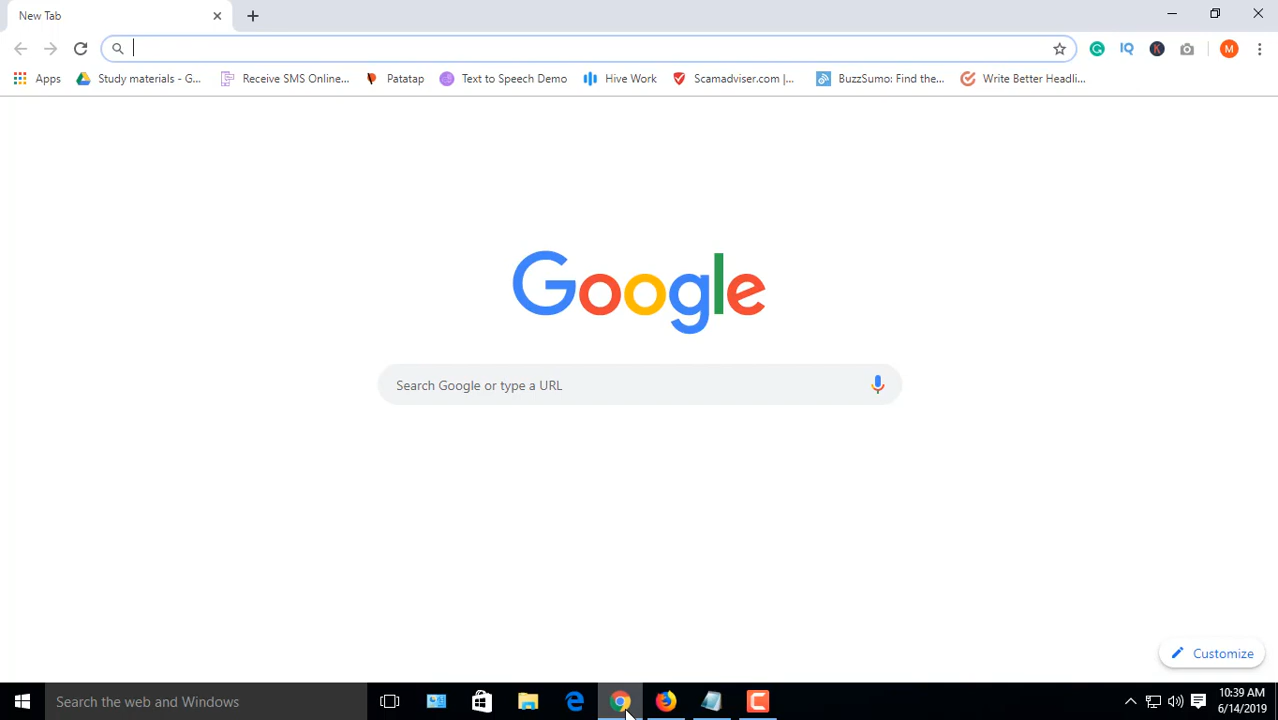 New Tab
Apps Study materials - G... Receive SMS Online... Patatap Text to Speech Demo Hive Work Scamadviser.com |... BuzzSumo: Find the... Write Better Headli...
IQ K M
Google
Search Google or type a URL
Customize
Search the web and Windows
10:39 AM
6/14/2019